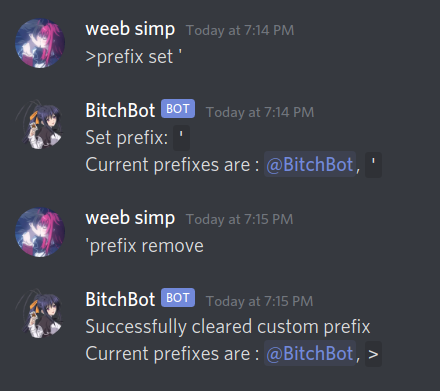 weeb simp Today at 7:14 PM
>prefix set '
BitchBot BOT Today at 7:14 PM
Set prefix: '
Current prefixes are : @BitchBot, '
weeb simp Today at 7:15 PM
'prefix remove
BitchBot BOT Today at 7:15 PM
Successfully cleared custom prefix
Current prefixes are : @BitchBot, >